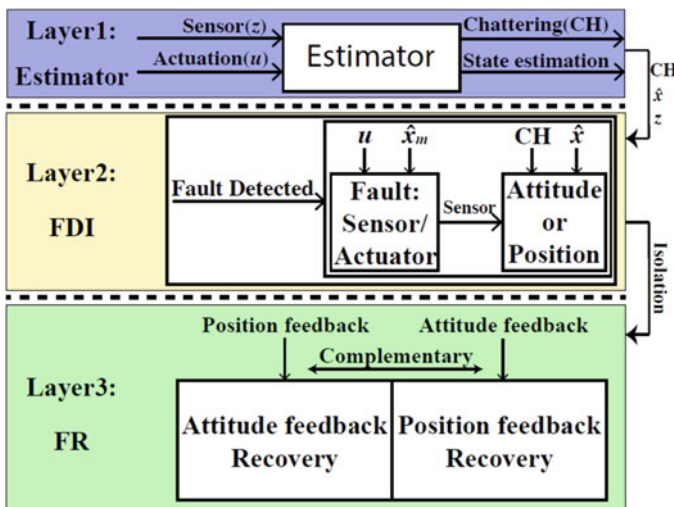 Layer1:
Estimator
Sensor(z)
Actuation(u)
Estimator
Chattering(CH)
State estimation
CH
x̂
z
Layer2:
FDI
Fault Detected
u x̂m
Fault:
Sensor/
Actuator
Sensor
CH x̂
Attitude
or
Position
Isolation
Layer3:
FR
Position feedback
Attitude feedback
Complementary
Attitude feedback
Recovery
Position feedback
Recovery